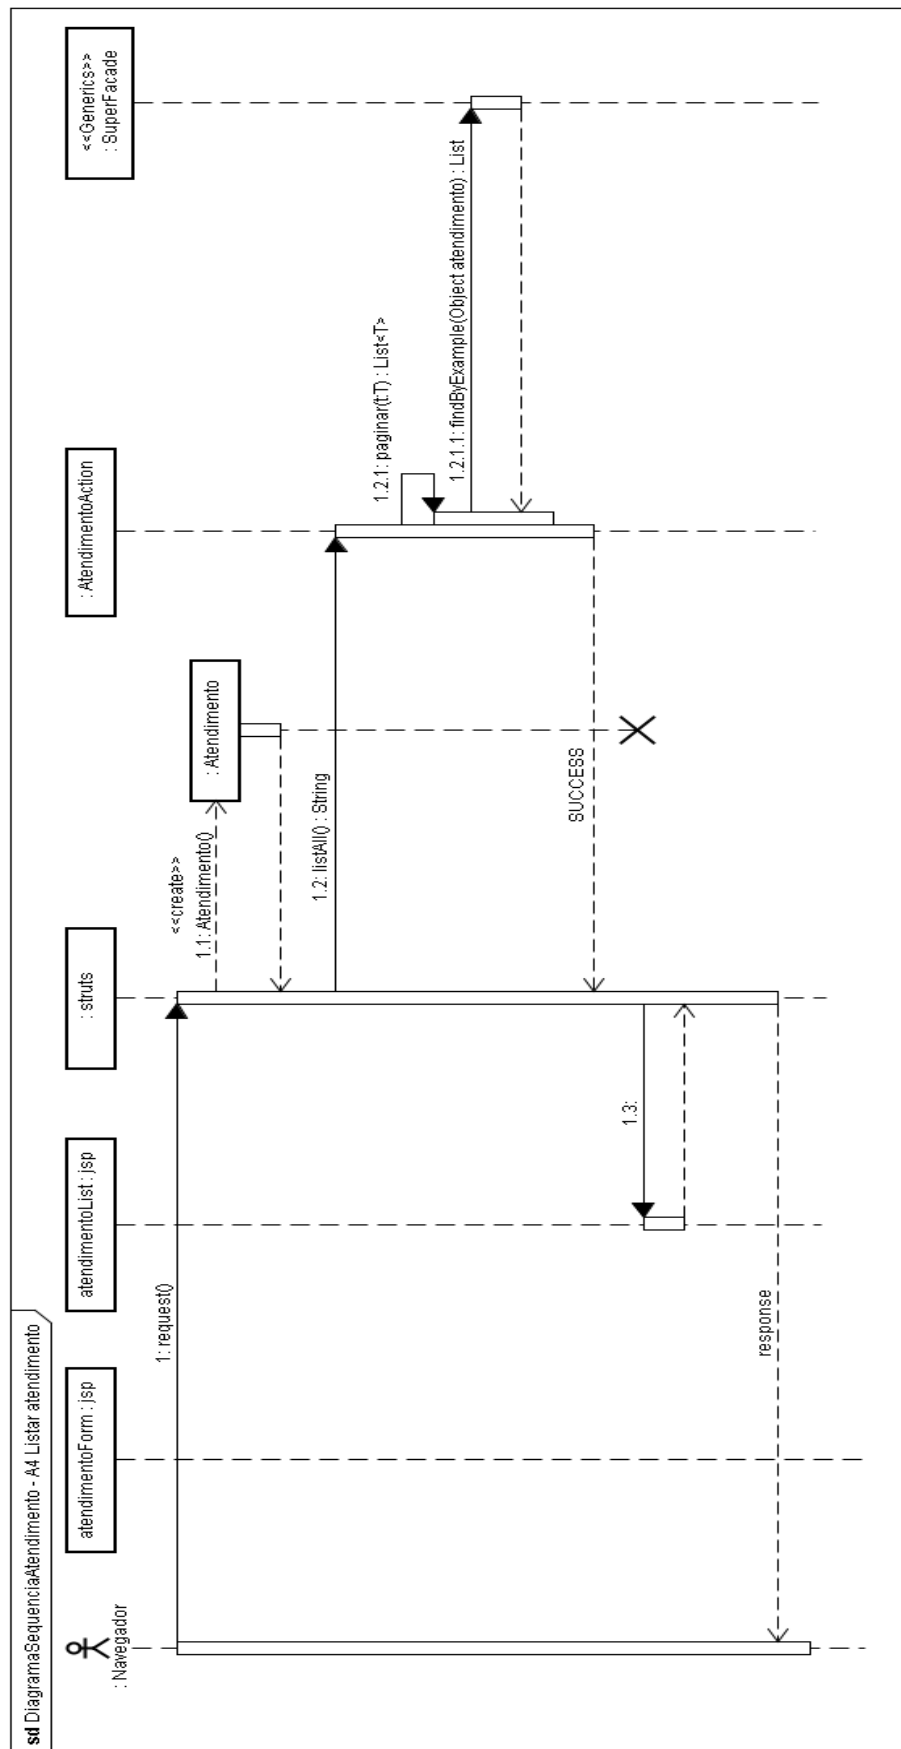 sd DiagramaSequenciaAtendimento - A4 Listar atendimento
: Navegador
atendimentoForm : jsp
atendimentoList : jsp
: struts
: AtendimentoAction
<<Generics>>
: SuperFacade
1: request()
<<create>>
1.1: Atendimento()
: Atendimento
1.2: listAll() : String
1.2.1: paginar(t:T) : List<T>
1.2.1.1: findByExample(Object atendimento) : List
SUCCESS
1.3:
response